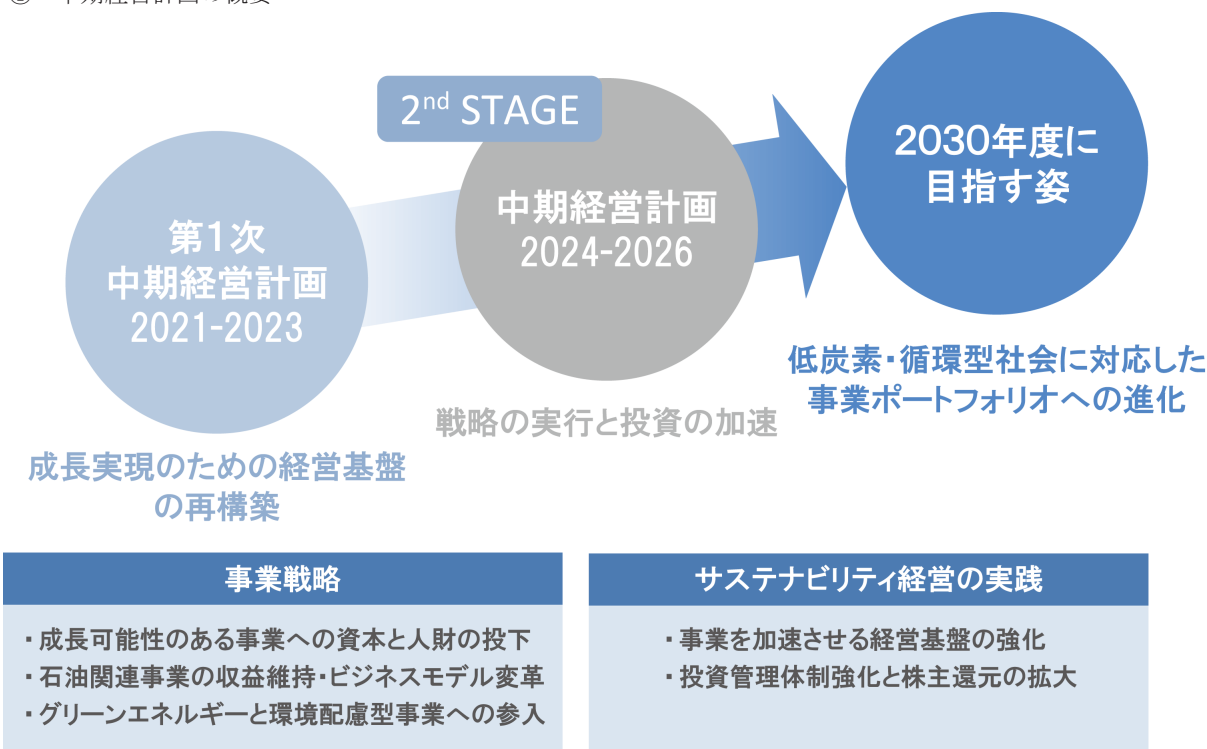 中期経営計画の概要
2nd STAGE
第1次
中期経営計画
2021-2023
中期経営計画
2024-2026
2030年度に
目指す姿
成長実現のための経営基盤
の再構築
戦略の実行と投資の加速
低炭素・循環型社会に対応した
事業ポートフォリオへの進化
事業戦略
・成長可能性のある事業への資本と人財の投下
・石油関連事業の収益維持・ビジネスモデル変革
・グリーンエネルギーと環境配慮型事業への参入
サステナビリティ経営の実践
・事業を加速させる経営基盤の強化
・投資管理体制強化と株主還元の拡大